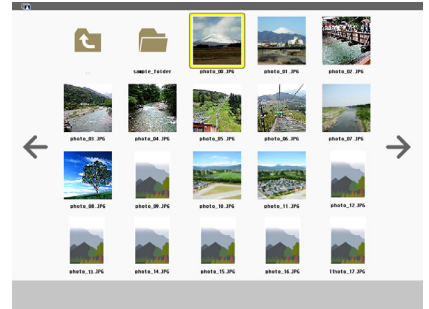 ..
sample_folder
photo_00.JPG
photo_01.JPG
photo_02.JPG
photo_03.JPG
photo_04.JPG
photo_05.JPG
photo_06.JPG
photo_07.JPG
photo_08.JPG
photo_09.JPG
photo_10.JPG
photo_11.JPG
photo_12.JPG
photo_13.JPG
photo_14.JPG
photo_15.JPG
photo_16.JPG